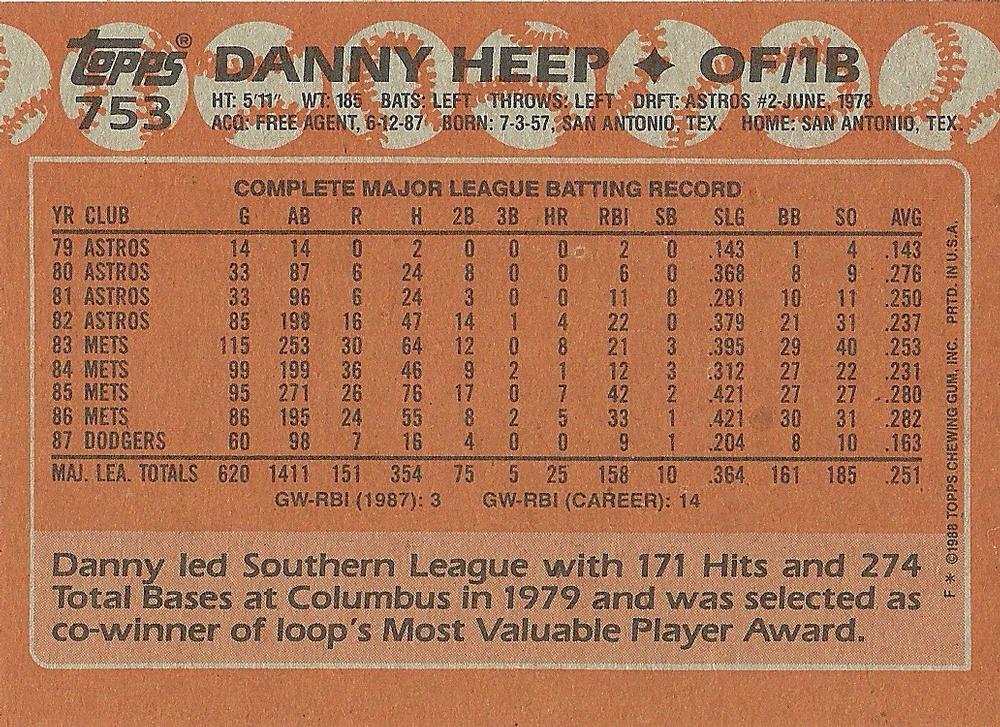 Topps® DANNY HEEP ✦ OF/1B
753 HT: 5'11" WT: 185 BATS: LEFT THROWS: LEFT DRFT: ASTROS #2-JUNE, 1978
ACQ: FREE AGENT, 6-12-87 BORN: 7-3-57, SAN ANTONIO, TEX. HOME: SAN ANTONIO, TEX.
COMPLETE MAJOR LEAGUE BATTING RECORD
YR CLUB G AB R H 2B 3B HR RBI SB SLG BB SO AVG
79 ASTROS 14 14 0 2 0 0 0 2 0 .143 1 4 .143
80 ASTROS 33 87 6 24 8 0 0 6 0 .368 8 9 .276
81 ASTROS 33 96 6 24 3 0 0 11 0 .281 10 11 .250
82 ASTROS 85 198 16 47 14 1 4 22 0 .379 21 31 .237
83 METS 115 253 30 64 12 0 8 21 3 .395 29 40 .253
84 METS 99 199 36 46 9 2 1 12 3 .312 27 22 .231
85 METS 95 271 26 76 17 0 7 42 2 .421 27 27 .280
86 METS 86 195 24 55 8 2 5 33 1 .421 30 31 .282
87 DODGERS 60 98 7 16 4 0 0 9 1 .204 8 10 .163
MAJ. LEA. TOTALS 620 1411 151 354 75 5 25 158 10 .364 161 185 .251
GW-RBI (1987): 3 GW-RBI (CAREER): 14
Danny led Southern League with 171 Hits and 274
Total Bases at Columbus in 1979 and was selected as
co-winner of loop's Most Valuable Player Award.
F * ©1988 TOPPS CHEWING GUM, INC. PRTD. IN U.S.A.